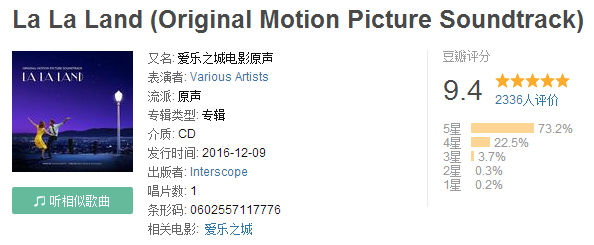 La La Land (Original Motion Picture Soundtrack)
ORIGINAL MOTION PICTURE SOUNDTRACK
LA LA LAND
听相似歌曲
又名: 爱乐之城电影原声
表演者: Various Artists
流派: 原声
专辑类型: 专辑
介质: CD
发行时间: 2016-12-09
出版者: Interscope
唱片数: 1
条形码: 0602557117776
相关电影: 爱乐之城
豆瓣评分
9.4
2336人评价
5星 73.2%
4星 22.5%
3星 3.7%
2星 0.3%
1星 0.2%